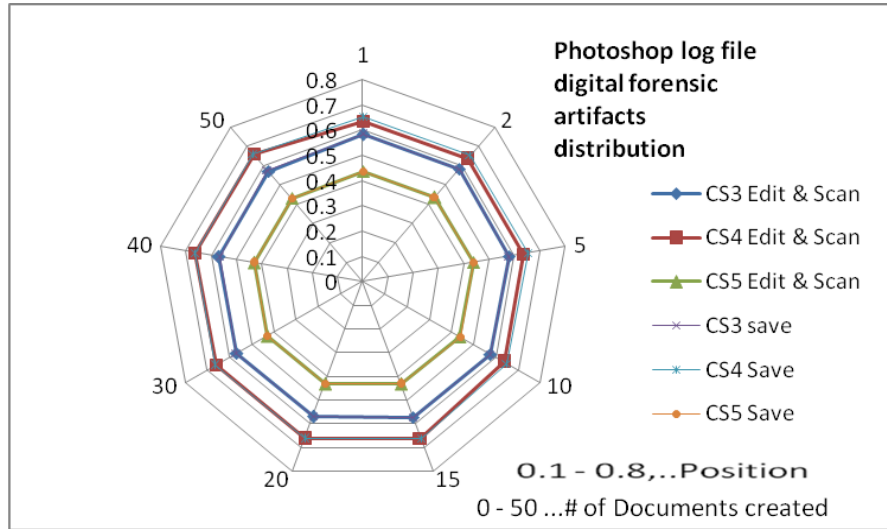 Photoshop log file
digital forensic
artifacts
distribution
1
2
5
10
15
20
30
40
50
0.8
0.7
0.6
0.5
0.4
0.3
0.2
0.1
0
CS3 Edit & Scan
CS4 Edit & Scan
CS5 Edit & Scan
CS3 save
CS4 Save
CS5 Save
0.1 - 0.8,..Position
0 - 50 ...# of Documents created